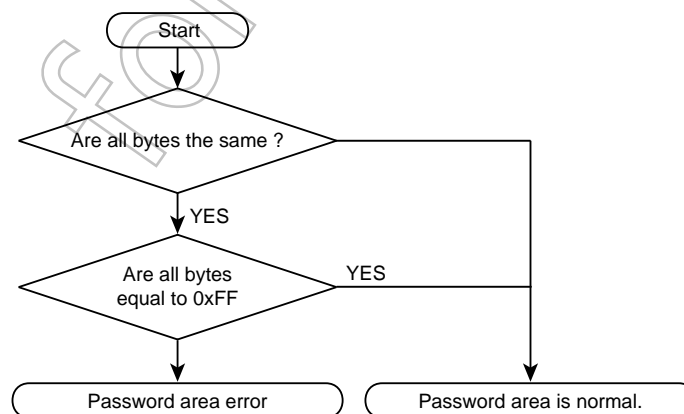 Start
for
Are all bytes the same ?
YES
Are all bytes
equal to 0xFF
YES
Password area error
Password area is normal.